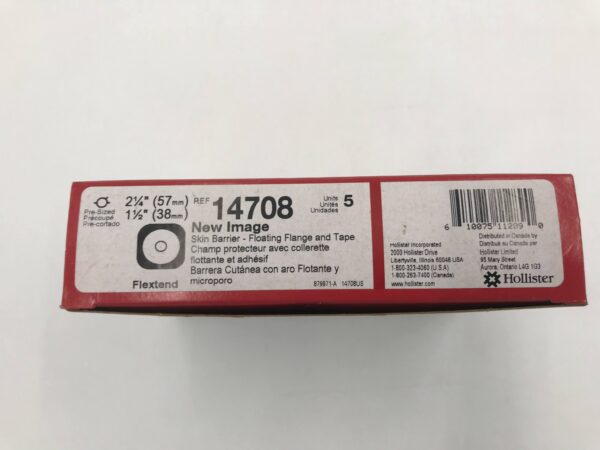 Pre-Sized
Précoupé
Pre-cortado
2¼" (57mm)
1½" (38mm)
REF 14708
Units
Unités
Unidades
5
New Image
Skin Barrier - Floating Flange and Tape
Champ protecteur avec collerette
flottante et adhésif
Barrera Cutánea con aro Flotante y
microporo
Flextend
879971-A 14708US
Hollister Incorporated
2000 Hollister Drive
Libertyville, Illinois 60048 USA
1-800-323-4060 (U.S.A)
1-800-263-7400 (Canada)
www.hollister.com
6 10075 11209 0
Distributed in Canada by
Distribué au Canada par
Hollister Limited
95 Mary Street
Aurora, Ontario L4G 1G3
Hollister